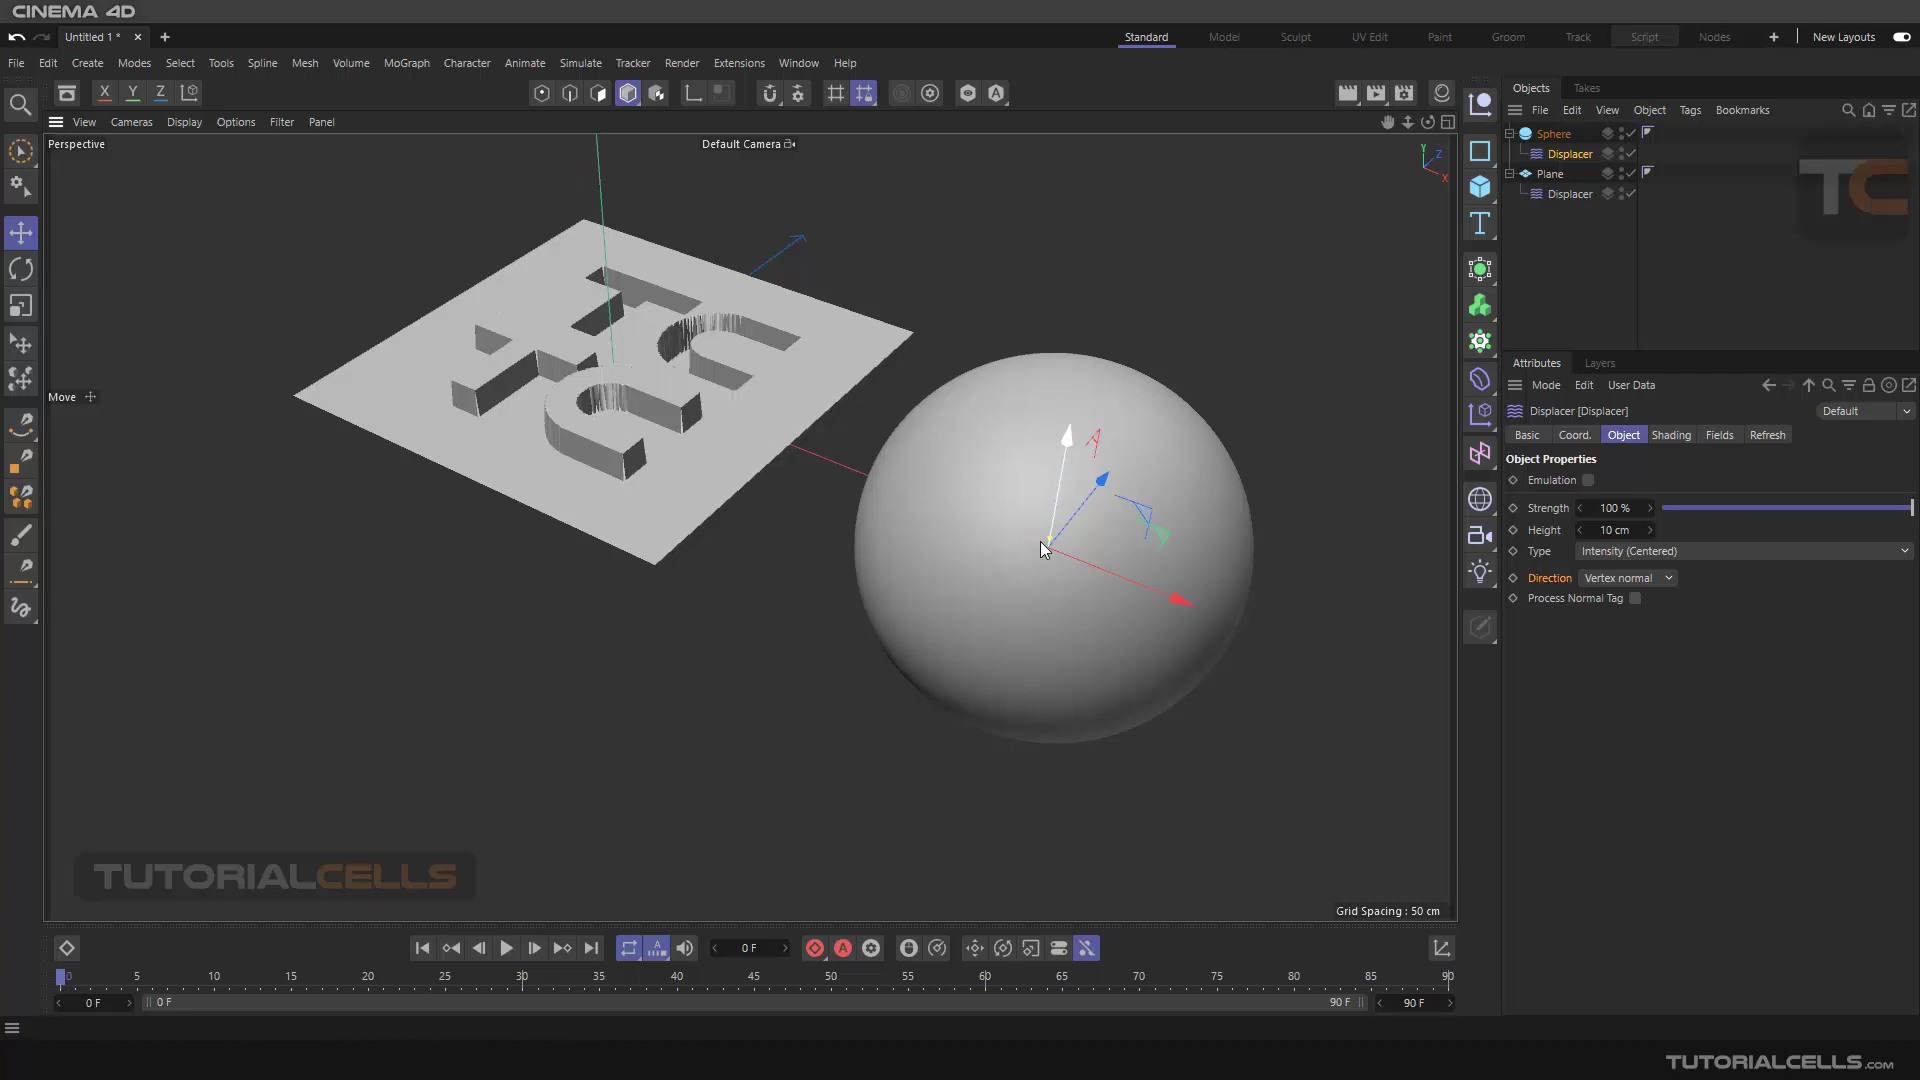 CINEMA 4D
Untitled 1 *
Standard Model Sculpt UV Edit Paint Groom Track Script Nodes New Layouts
File Edit Create Modes Select Tools Spline Mesh Volume MoGraph Character Animate Simulate Tracker Render Extensions Window Help
X Y Z
View Cameras Display Options Filter Panel
Perspective
Default Camera
Y
Z
X
Move
TC
TC
TUTORIALCELLS
Grid Spacing : 50 cm
Objects Takes
File Edit View Object Tags Bookmarks
Sphere
Displacer
Plane
Displacer
TC
Attributes Layers
Mode Edit User Data
Displacer [Displacer]
Default
Basic Coord. Object Shading Fields Refresh
Object Properties
Emulation
Strength 100 %
Height 10 cm
Type Intensity (Centered)
Direction Vertex normal
Process Normal Tag
0 F
0 5 10 15 20 25 30 35 40 45 50 55 60 65 70 75 80 85 90
0 F 0 F 90 F 90 F
TUTORIALCELLS.COM